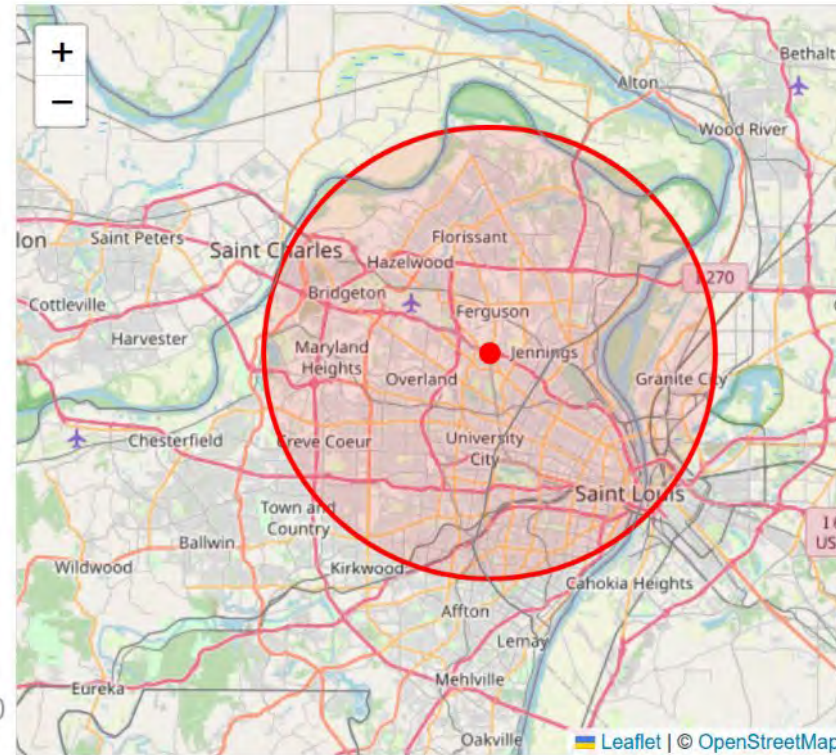 +
−
Bethalt
Alton
Wood River
lon
Saint Peters
Saint Charles
Florissant
Hazelwood
I 270
Cottleville
Bridgeton
Ferguson
Harvester
Maryland
Heights
Jennings
Overland
Granite City
Chesterfield
Creve Coeur
University
City
Saint Louis
Town and
Country
Ballwin
US
Wildwood
Kirkwood
Cahokia Heights
Affton
Lemay
Eureka
Mehlville
Oakville
Leaflet | © OpenStreetMap